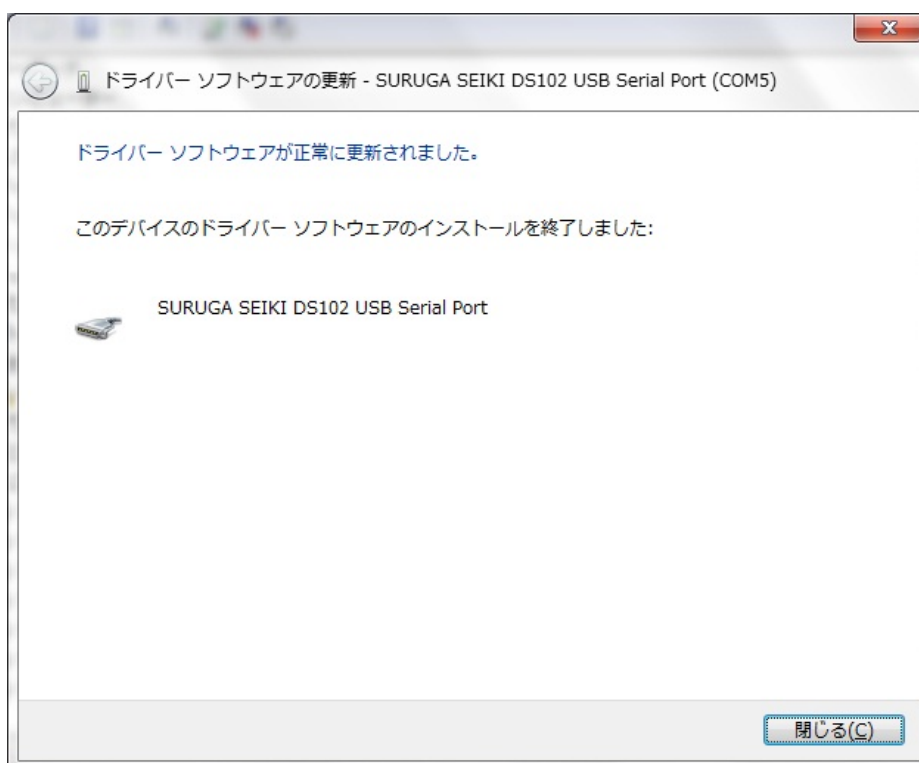 ドライバー ソフトウェアの更新 - SURUGA SEIKI DS102 USB Serial Port (COM5)
ドライバー ソフトウェアが正常に更新されました。
このデバイスのドライバー ソフトウェアのインストールを終了しました:
SURUGA SEIKI DS102 USB Serial Port
閉じる(C)